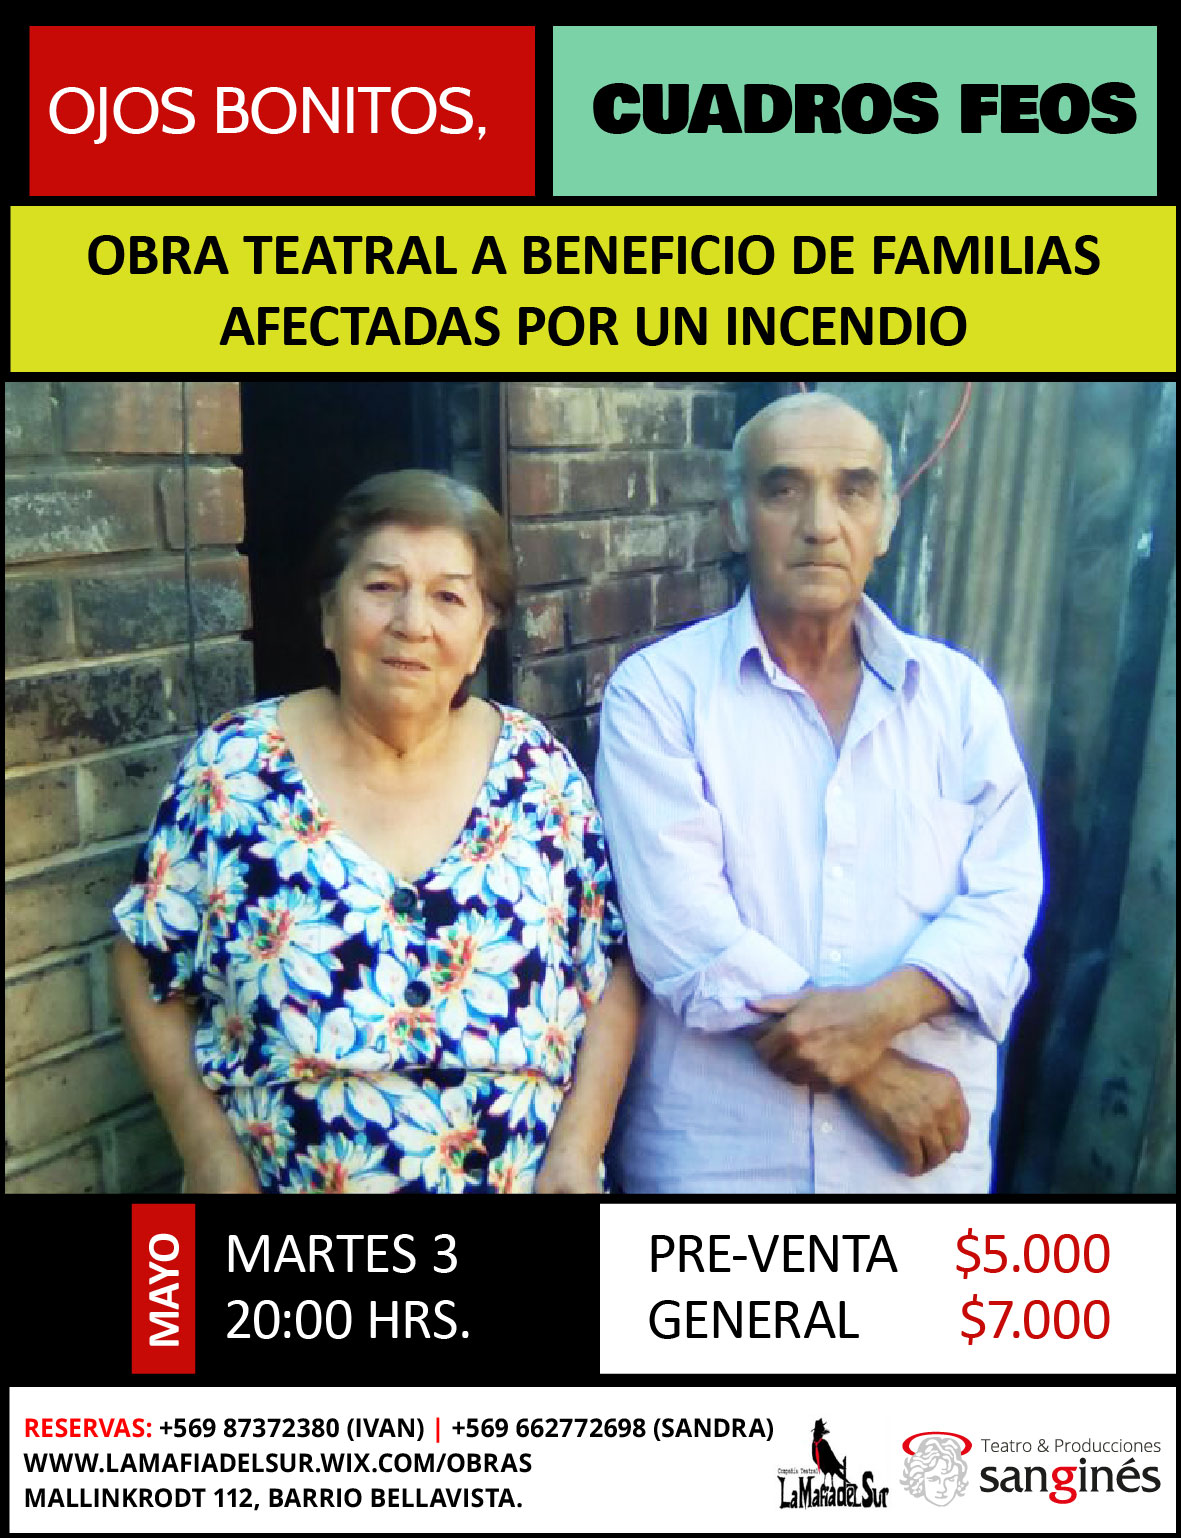 OJOS BONITOS,
CUADROS FEOS
OBRA TEATRAL A BENEFICIO DE FAMILIAS
AFECTADAS POR UN INCENDIO
MAYO
MARTES 3
20:00 HRS.
PRE-VENTA $5.000
GENERAL $7.000
RESERVAS: +569 87372380 (IVAN) | +569 662772698 (SANDRA)
WWW.LAMAFIADELSUR.WIX.COM/OBRAS
MALLINKRODT 112, BARRIO BELLAVISTA.
Compañia Teatral
LaMafiadelSur
Teatro & Producciones
sanginés